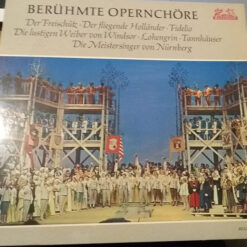 BERÜHMTE OPERNCHÖRE
Der Freischütz · Der fliegende Holländer · Fidelio
Die lustigen Weiber von Windsor · Lohengrin · Tannhäuser
Die Meistersinger von Nürnberg